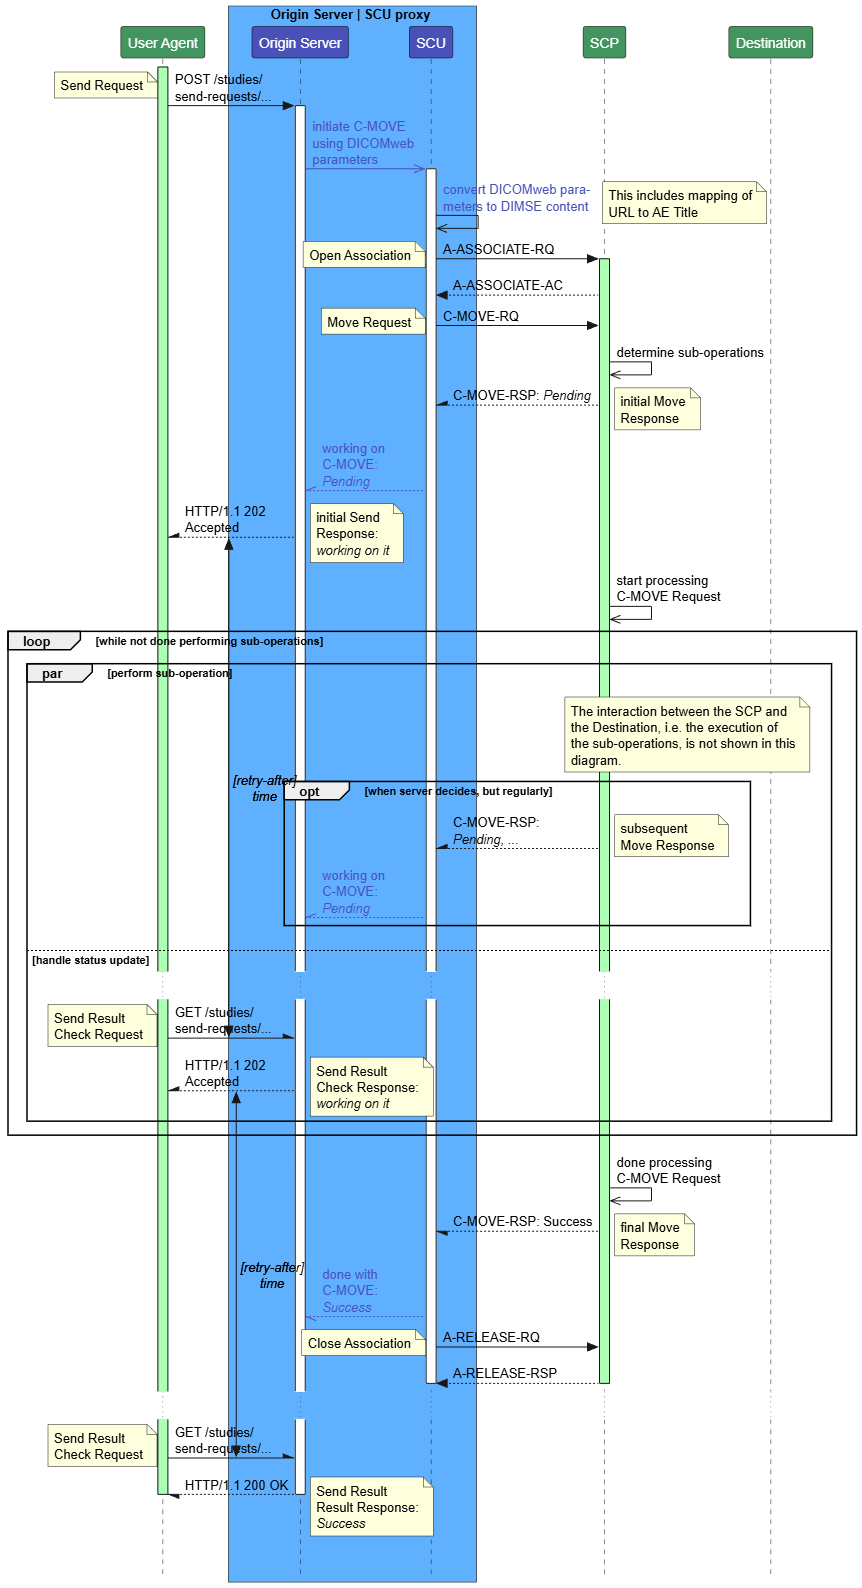 Origin Server | SCU proxy
User Agent
Origin Server
SCU
SCP
Destination
Send Request
POST /studies/
send-requests/...
initiate C-MOVE
using DICOMweb
parameters
convert DICOMweb para-
meters to DIMSE content
This includes mapping of
URL to AE Title
Open Association
A-ASSOCIATE-RQ
A-ASSOCIATE-AC
Move Request
C-MOVE-RQ
determine sub-operations
C-MOVE-RSP: Pending
initial Move
Response
working on
C-MOVE:
Pending
HTTP/1.1 202
Accepted
initial Send
Response:
working on it
start processing
C-MOVE Request
loop
[while not done performing sub-operations]
par
[perform sub-operation]
The interaction between the SCP and
the Destination, i.e. the execution of
the sub-operations, is not shown in this
diagram.
[retry-after]
time
opt
[when server decides, but regularly]
C-MOVE-RSP:
Pending, ...
subsequent
Move Response
working on
C-MOVE:
Pending
[handle status update]
Send Result
Check Request
GET /studies/
send-requests/...
HTTP/1.1 202
Accepted
Send Result
Check Response:
working on it
done processing
C-MOVE Request
C-MOVE-RSP: Success
final Move
Response
[retry-after]
time
done with
C-MOVE:
Success
Close Association
A-RELEASE-RQ
A-RELEASE-RSP
Send Result
Check Request
GET /studies/
send-requests/...
HTTP/1.1 200 OK
Send Result
Result Response:
Success